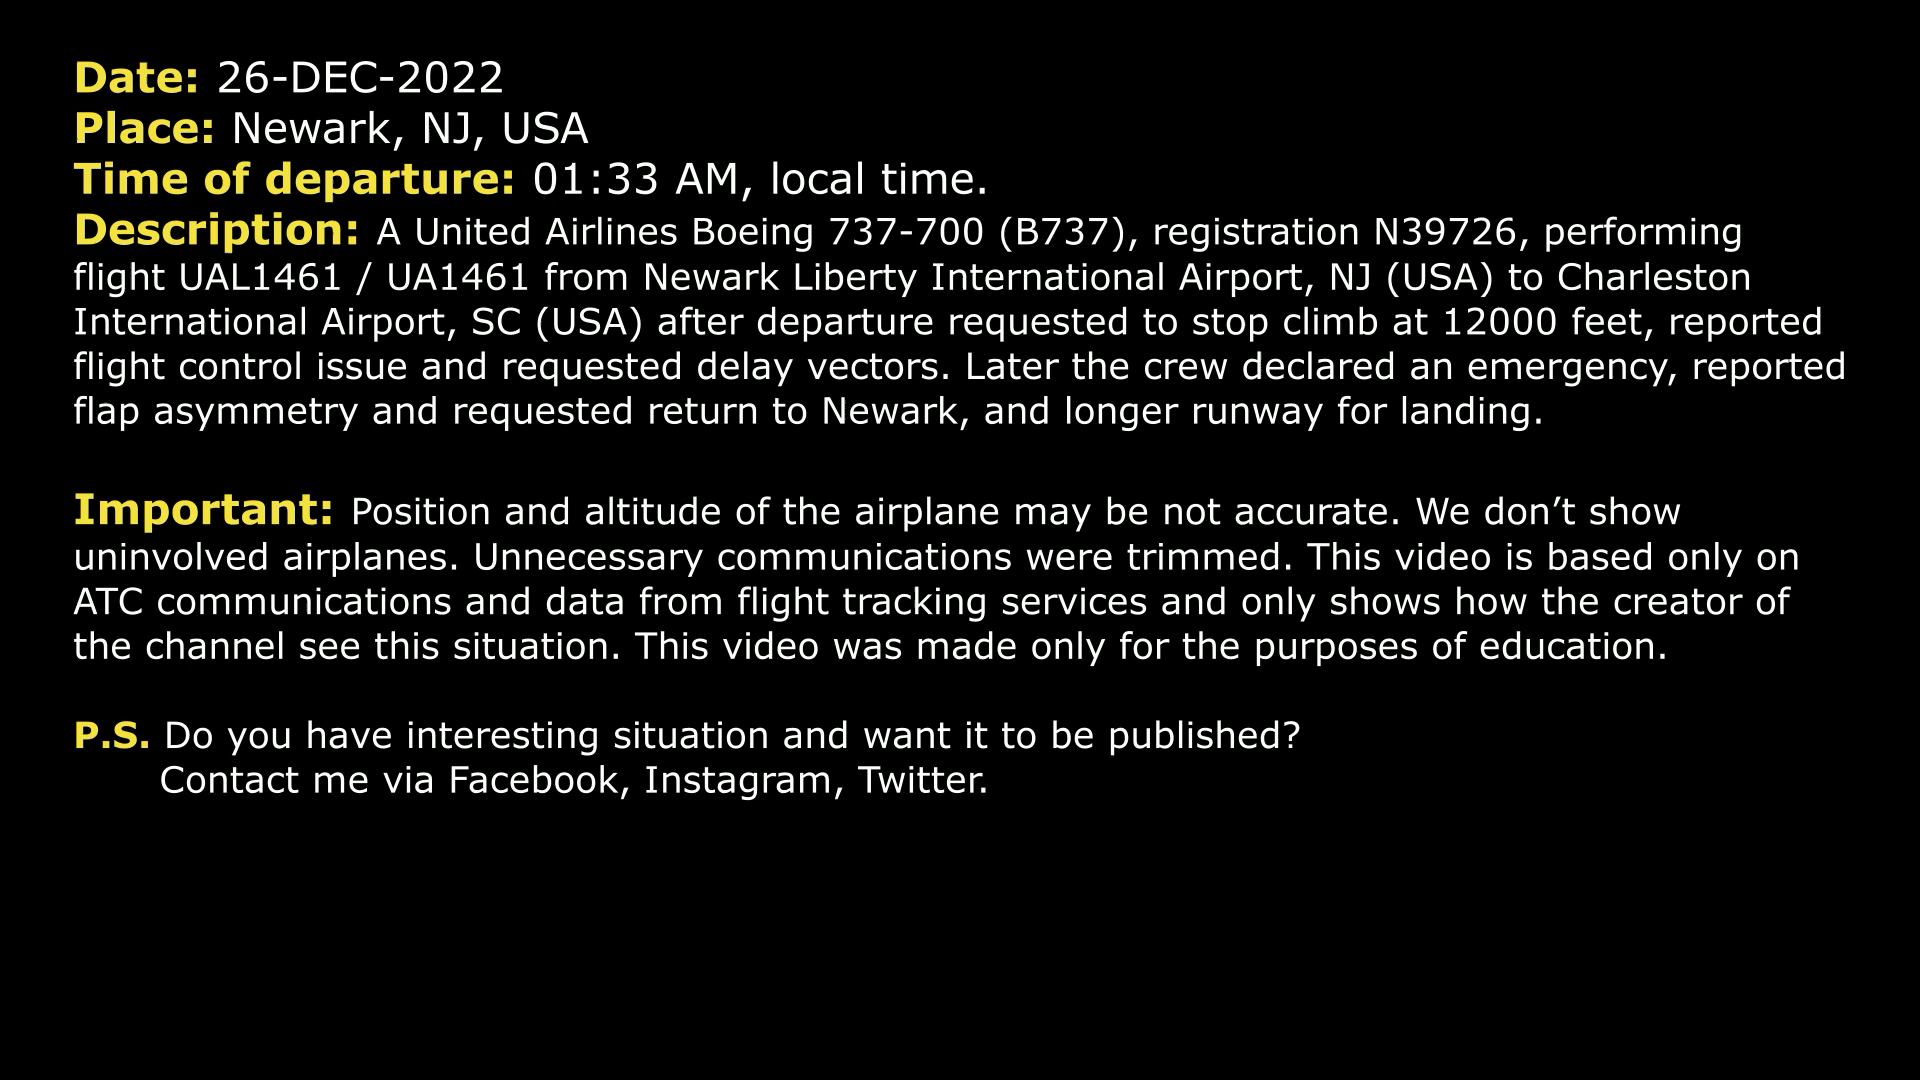 Date: 26-DEC-2022
Place: Newark, NJ, USA
Time of departure: 01:33 AM, local time.
Description: A United Airlines Boeing 737-700 (B737), registration N39726, performing
flight UAL1461 / UA1461 from Newark Liberty International Airport, NJ (USA) to Charleston
International Airport, SC (USA) after departure requested to stop climb at 12000 feet, reported
flight control issue and requested delay vectors. Later the crew declared an emergency, reported
flap asymmetry and requested return to Newark, and longer runway for landing.
Important: Position and altitude of the airplane may be not accurate. We don’t show
uninvolved airplanes. Unnecessary communications were trimmed. This video is based only on
ATC communications and data from flight tracking services and only shows how the creator of
the channel see this situation. This video was made only for the purposes of education.
P.S. Do you have interesting situation and want it to be published?
Contact me via Facebook, Instagram, Twitter.